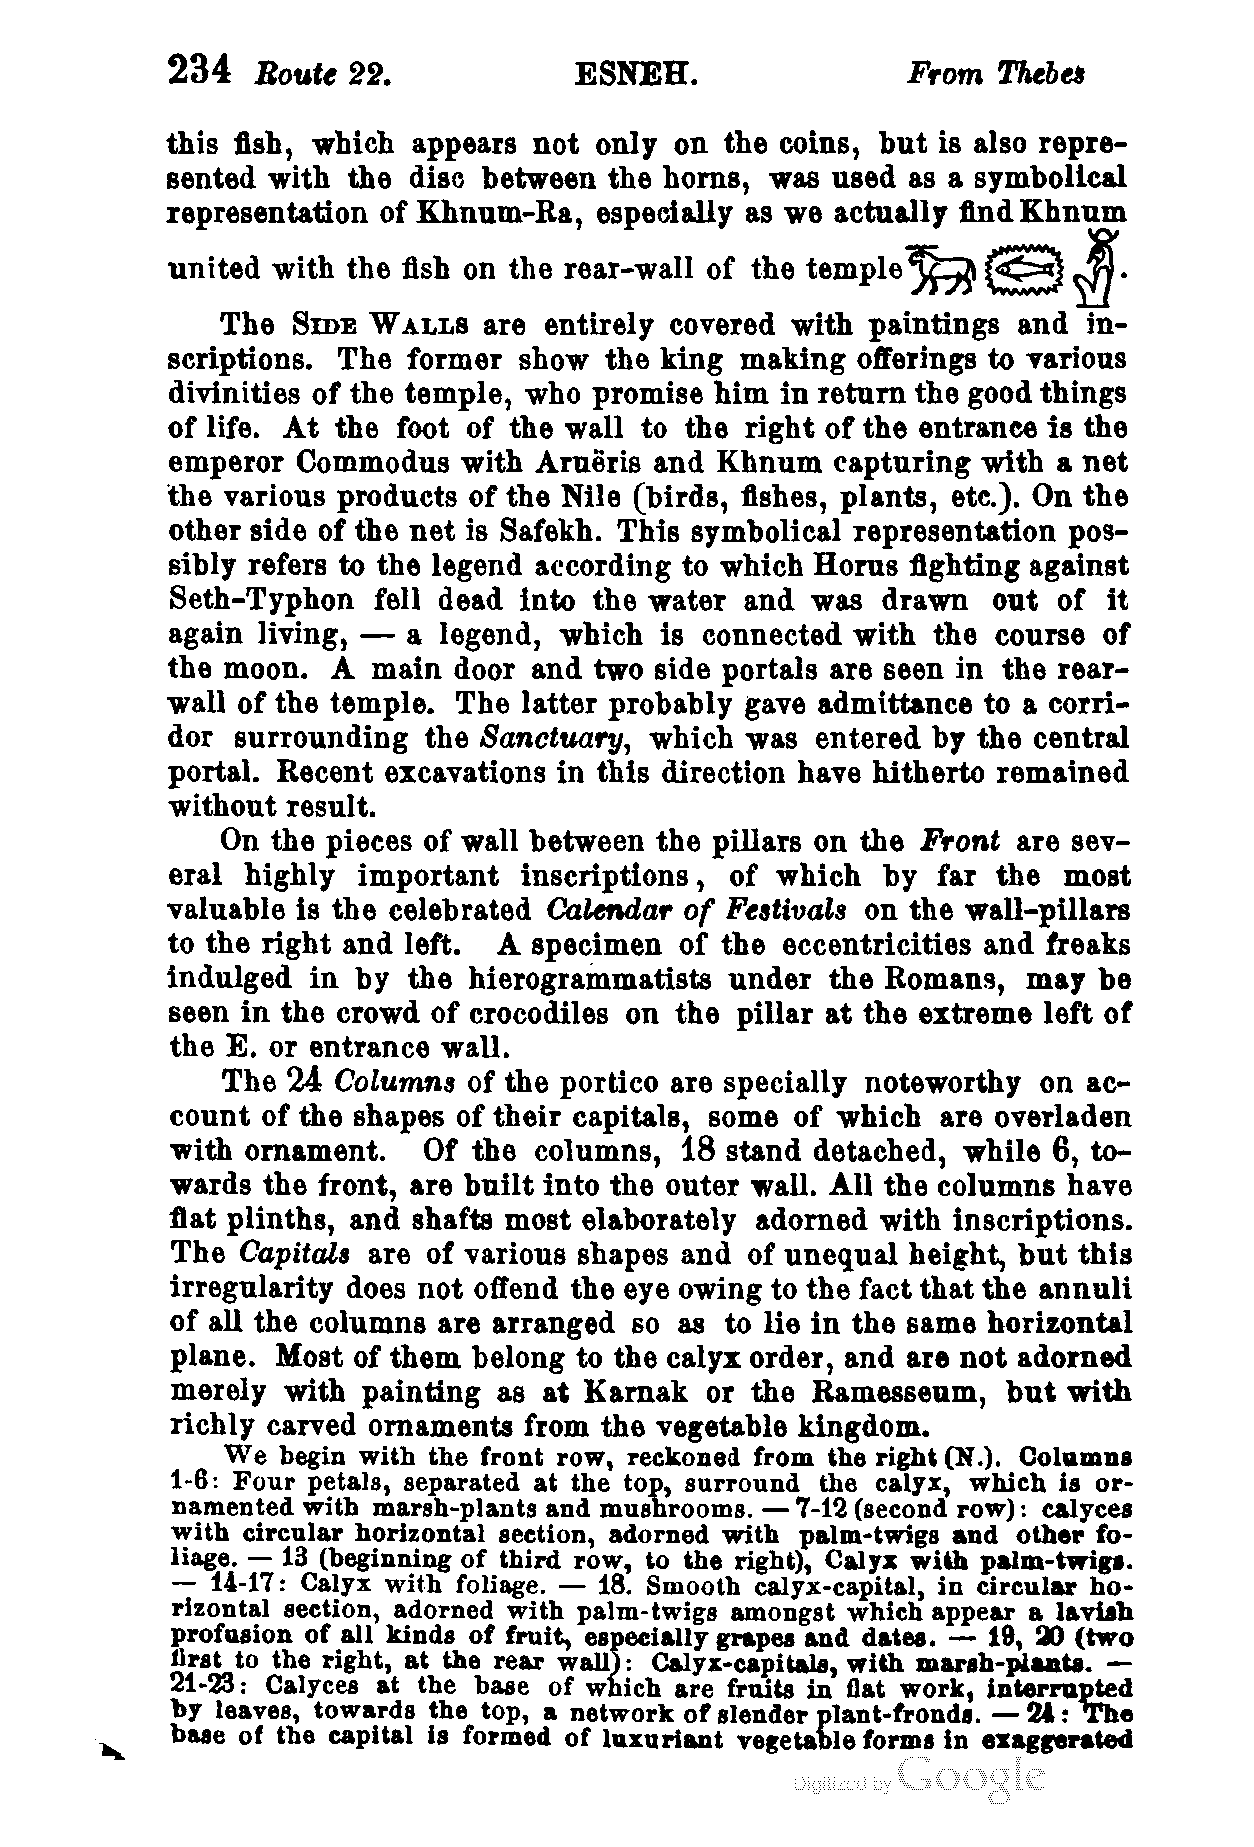 234 Route 22. ESNEH. From Thebes
this fish, which appears not only on the coins, but is also repre-
sented with the disc between the horns, was used as a symbolical
representation of Khnum-Ra, especially as we actually find Khnum
united with the fish on the rear-wall of the temple .
The SIDE WALLS are entirely covered with paintings and in-
scriptions. The former show the king making offerings to various
divinities of the temple, who promise him in return the good things
of life. At the foot of the wall to the right of the entrance is the
emperor Commodus with Aruëris and Khnum capturing with a net
the various products of the Nile (birds, fishes, plants, etc.). On the
other side of the net is Safekh. This symbolical representation pos-
sibly refers to the legend according to which Horus fighting against
Seth-Typhon fell dead into the water and was drawn out of it
again living, — a legend, which is connected with the course of
the moon. A main door and two side portals are seen in the rear-
wall of the temple. The latter probably gave admittance to a corri-
dor surrounding the Sanctuary, which was entered by the central
portal. Recent excavations in this direction have hitherto remained
without result.
On the pieces of wall between the pillars on the Front are sev-
eral highly important inscriptions, of which by far the most
valuable is the celebrated Calendar of Festivals on the wall-pillars
to the right and left. A specimen of the eccentricities and freaks
indulged in by the hierogrammatists under the Romans, may be
seen in the crowd of crocodiles on the pillar at the extreme left of
the E. or entrance wall.
The 24 Columns of the portico are specially noteworthy on ac-
count of the shapes of their capitals, some of which are overladen
with ornament. Of the columns, 18 stand detached, while 6, to-
wards the front, are built into the outer wall. All the columns have
flat plinths, and shafts most elaborately adorned with inscriptions.
The Capitals are of various shapes and of unequal height, but this
irregularity does not offend the eye owing to the fact that the annuli
of all the columns are arranged so as to lie in the same horizontal
plane. Most of them belong to the calyx order, and are not adorned
merely with painting as at Karnak or the Ramesseum, but with
richly carved ornaments from the vegetable kingdom.
We begin with the front row, reckoned from the right (N.). Columns
1-6: Four petals, separated at the top, surround the calyx, which is or-
namented with marsh-plants and mushrooms. — 7-12 (second row): calyces
with circular horizontal section, adorned with palm-twigs and other fo-
liage. — 13 (beginning of third row, to the right), Calyx with palm-twigs.
— 14-17: Calyx with foliage. — 18. Smooth calyx-capital, in circular ho-
rizontal section, adorned with palm-twigs amongst which appear a lavish
profusion of all kinds of fruit, especially grapes and dates. — 19, 20 (two
first to the right, at the rear wall): Calyx-capitals, with marsh-plants. —
21-23: Calyces at the base of which are fruits in flat work, interrupted
by leaves, towards the top, a network of slender plant-fronds. — 24: The
base of the capital is formed of luxuriant vegetable forms in exaggerated
Digitized by Google